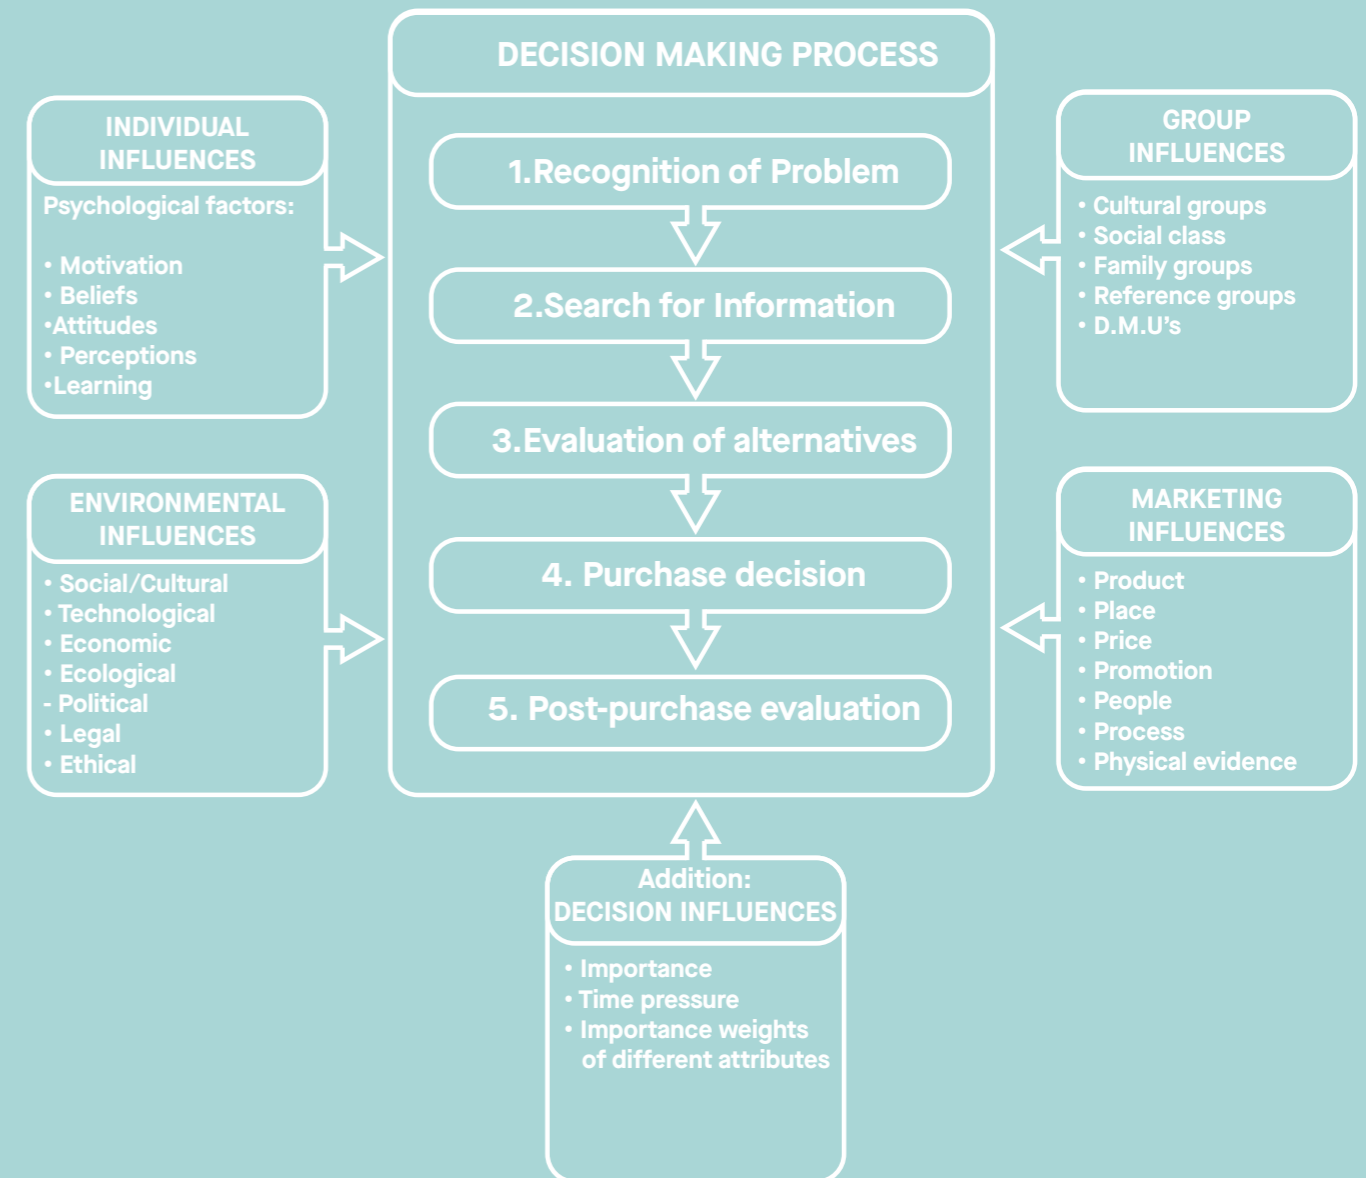 DECISION MAKING PROCESS
1.Recognition of Problem
2.Search for Information
3.Evaluation of alternatives
4. Purchase decision
5. Post-purchase evaluation
INDIVIDUAL
INFLUENCES
Psychological factors:
• Motivation
• Beliefs
•Attitudes
• Perceptions
•Learning
ENVIRONMENTAL
INFLUENCES
• Social/Cultural
• Technological
• Economic
• Ecological
- Political
• Legal
• Ethical
GROUP
INFLUENCES
• Cultural groups
• Social class
• Family groups
• Reference groups
• D.M.U’s
MARKETING
INFLUENCES
• Product
• Place
• Price
• Promotion
• People
• Process
• Physical evidence
Addition:
DECISION INFLUENCES
• Importance
• Time pressure
• Importance weights
of different attributes